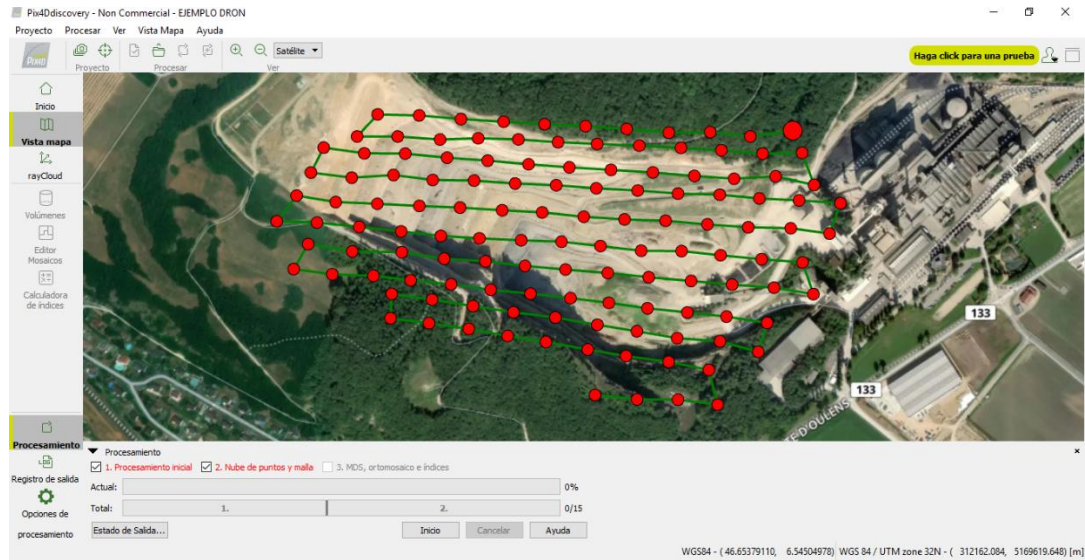 Pix4Ddiscovery - Non Commercial - EJEMPLO DRON
Proyecto Procesar Ver Vista Mapa Ayuda
Satélite
Proyecto Procesar Ver
Haga click para una prueba
Inicio
Vista mapa
rayCloud
Volúmenes
Editor
Mosaicos
Calculadora
de índices
133
133
TE D'OULENS
Procesamiento
Registro de salida
Opciones de
procesamiento
Procesamiento
1. Procesamiento inicial 2. Nube de puntos y malla 3. MDS, ortomosaico e índices
Actual: 0%
Total: 1. 2. 0/15
Estado de Salida... Inicio Cancelar Ayuda
WGS84 - ( 46.65379110, 6.54504978) WGS 84 / UTM zone 32N - ( 312162.084, 5169619.648) [m]